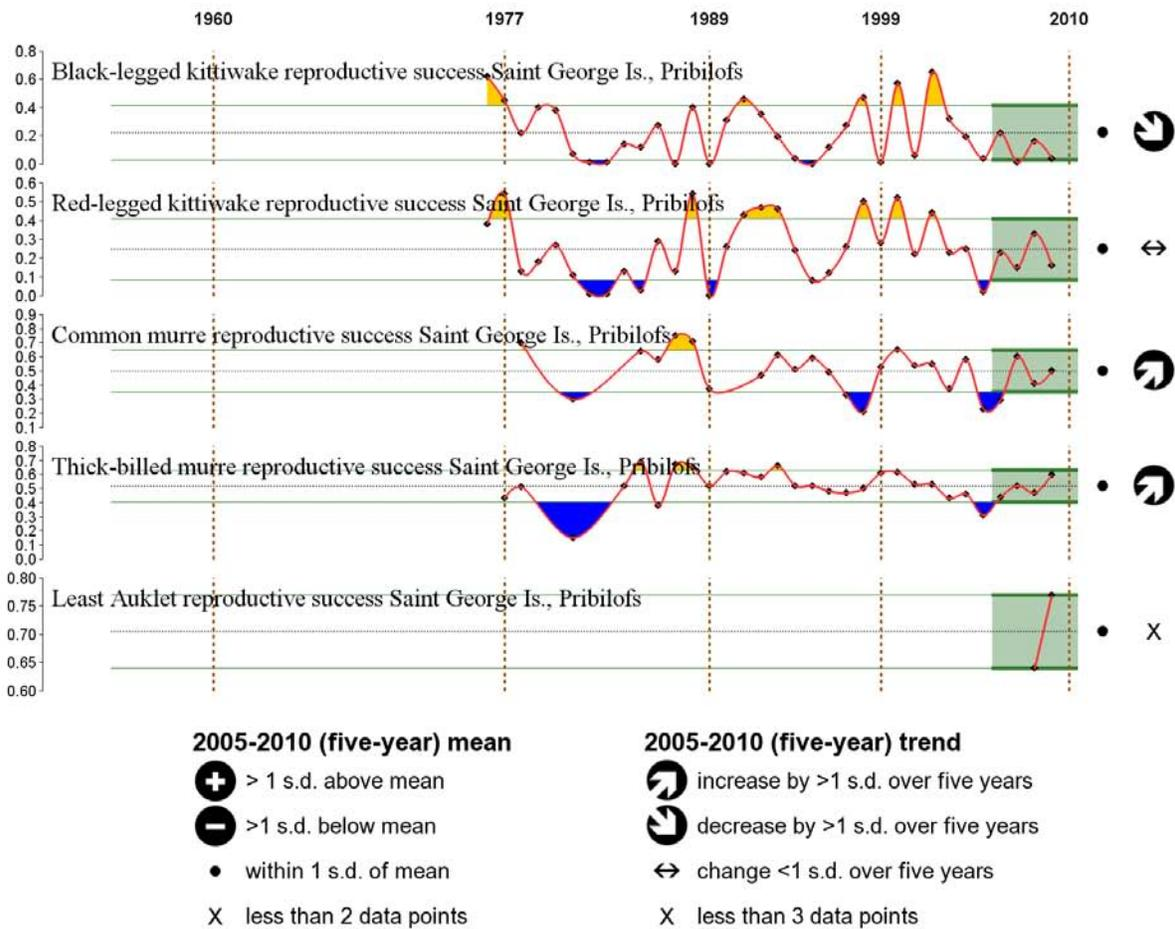 1960 1977 1989 1999 2010
Black-legged kittiwake reproductive success Saint George Is., Pribilofs
0.8
0.6
0.4
0.2
0.0
Red-legged kittiwake reproductive success Saint George Is., Pribilofs
0.6
0.5
0.4
0.3
0.2
0.1
0.0
Common murre reproductive success Saint George Is., Pribilofs
0.9
0.8
0.7
0.6
0.5
0.4
0.3
0.2
0.1
Thick-billed murre reproductive success Saint George Is., Pribilofs
0.8
0.7
0.6
0.5
0.4
0.3
0.2
0.1
0.0
Least Auklet reproductive success Saint George Is., Pribilofs
0.80
0.75
0.70
0.65
0.60
X
2005-2010 (five-year) mean
> 1 s.d. above mean
>1 s.d. below mean
within 1 s.d. of mean
X less than 2 data points
2005-2010 (five-year) trend
increase by >1 s.d. over five years
decrease by >1 s.d. over five years
change <1 s.d. over five years
X less than 3 data points